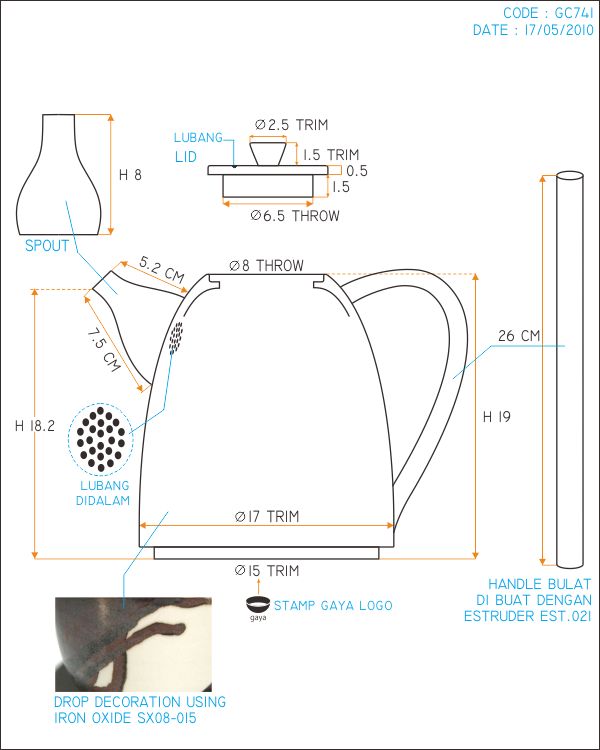 CODE : GC741
DATE : 17/05/2010
Ø2.5 TRIM
LUBANG
LID
1.5 TRIM
0.5
1.5
Ø6.5 THROW
H 8
SPOUT
5.2 CM
Ø8 THROW
7.5 CM
26 CM
H 18.2
H 19
LUBANG
DIDALAM
Ø17 TRIM
Ø15 TRIM
HANDLE BULAT
DI BUAT DENGAN
ESTRUDER EST.021
STAMP GAYA LOGO
gaya
DROP DECORATION USING
IRON OXIDE SX08-015